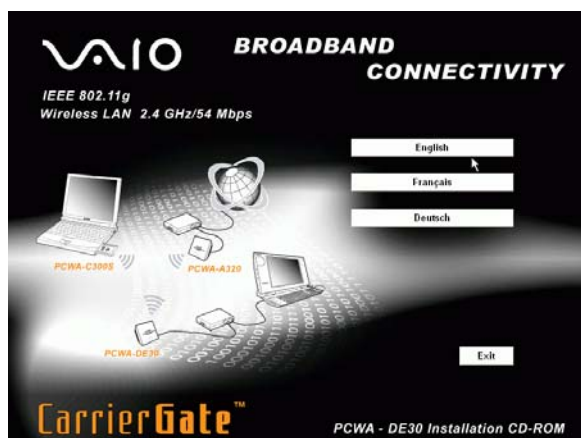 VAIO
BROADBAND
CONNECTIVITY
IEEE 802.11g
Wireless LAN 2.4 GHz/54 Mbps
English
Français
Deutsch
PCWA-C300S
PCWA-A320
PCWA-DE30
Exit
CarrierGate™
PCWA - DE30 Installation CD-ROM